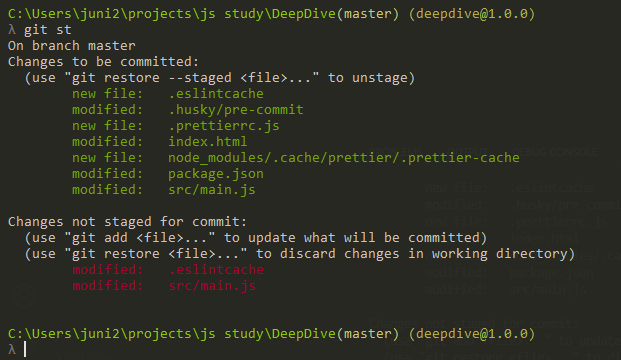 C:\Users\juni2\projects\js study\DeepDive(master) (deepdive@1.0.0)
λ git st
On branch master
Changes to be committed:
  (use "git restore --staged <file>..." to unstage)
        new file:   .eslintcache
        modified:   .husky/pre-commit
        new file:   .prettierrc.js
        modified:   index.html
        new file:   node_modules/.cache/prettier/.prettier-cache
        modified:   package.json
        modified:   src/main.js

Changes not staged for commit:
  (use "git add <file>..." to update what will be committed)
  (use "git restore <file>..." to discard changes in working directory)
        modified:   .eslintcache
        modified:   src/main.js

C:\Users\juni2\projects\js study\DeepDive(master) (deepdive@1.0.0)
λ